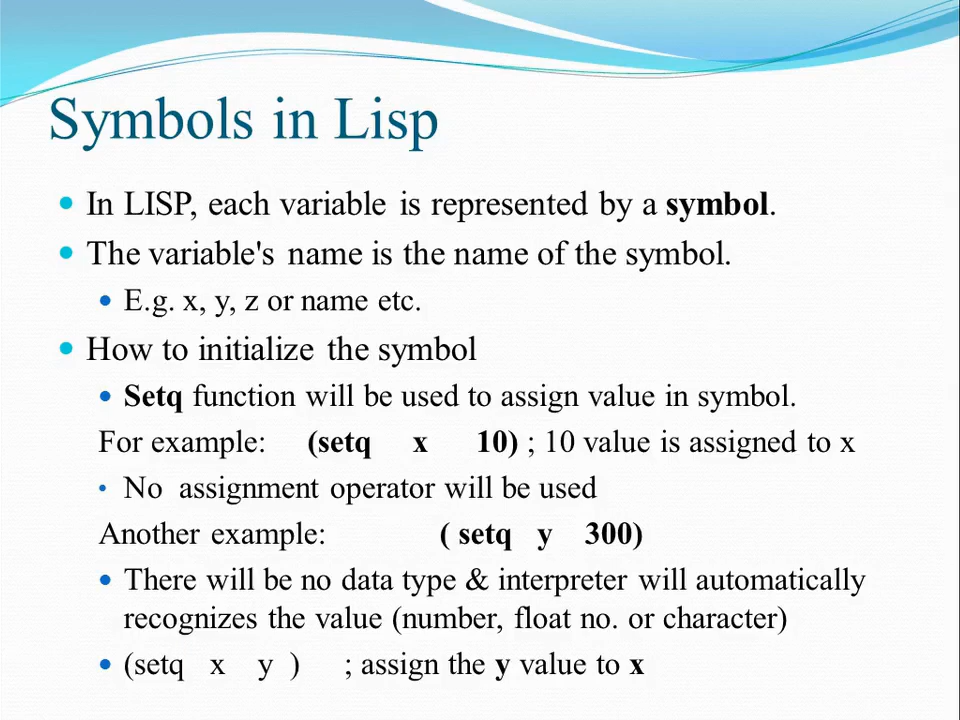 Symbols in Lisp
In LISP, each variable is represented by a symbol.
The variable's name is the name of the symbol.
E.g. x, y, z or name etc.
How to initialize the symbol
Setq function will be used to assign value in symbol.
For example: (setq x 10) ; 10 value is assigned to x
No assignment operator will be used
Another example: ( setq y 300)
There will be no data type & interpreter will automatically
recognizes the value (number, float no. or character)
(setq x y ) ; assign the y value to x